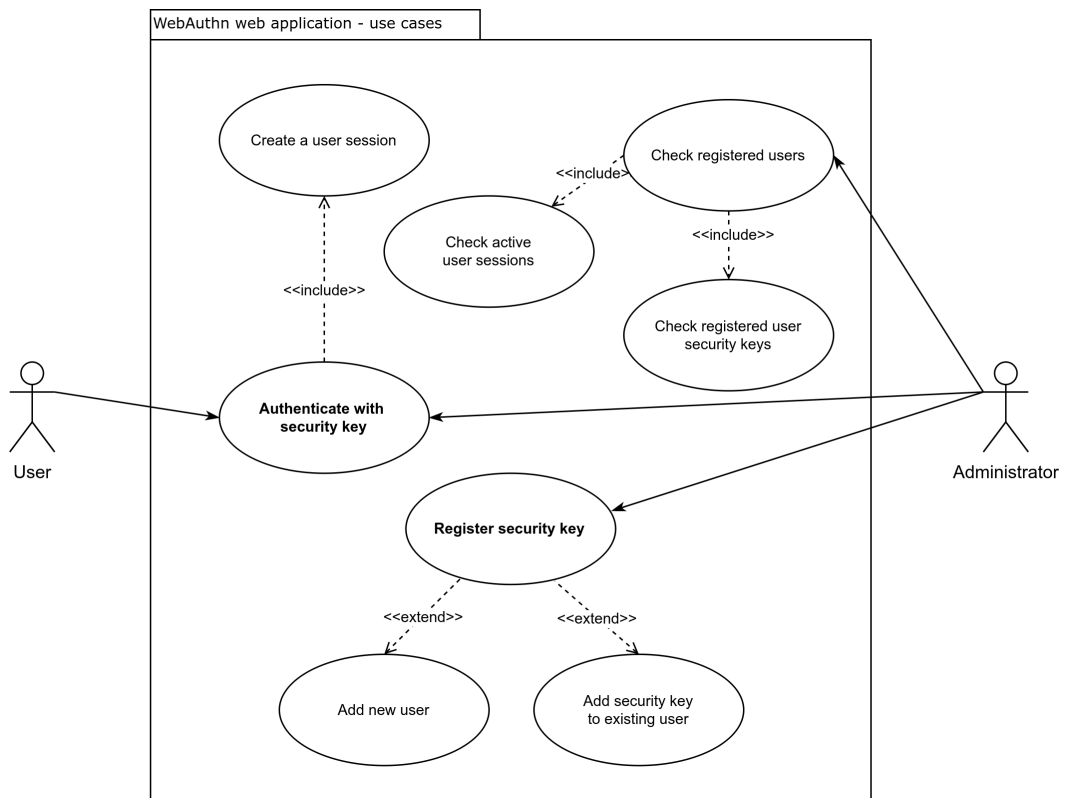 WebAuthn web application - use cases
Create a user session
Check registered users
<<include>
Check active
user sessions
<<include>>
<<include>>
Check registered user
security keys
Authenticate with
security key
User
Administrator
Register security key
<<extend>>
<<extend>>
Add new user
Add security key
to existing user